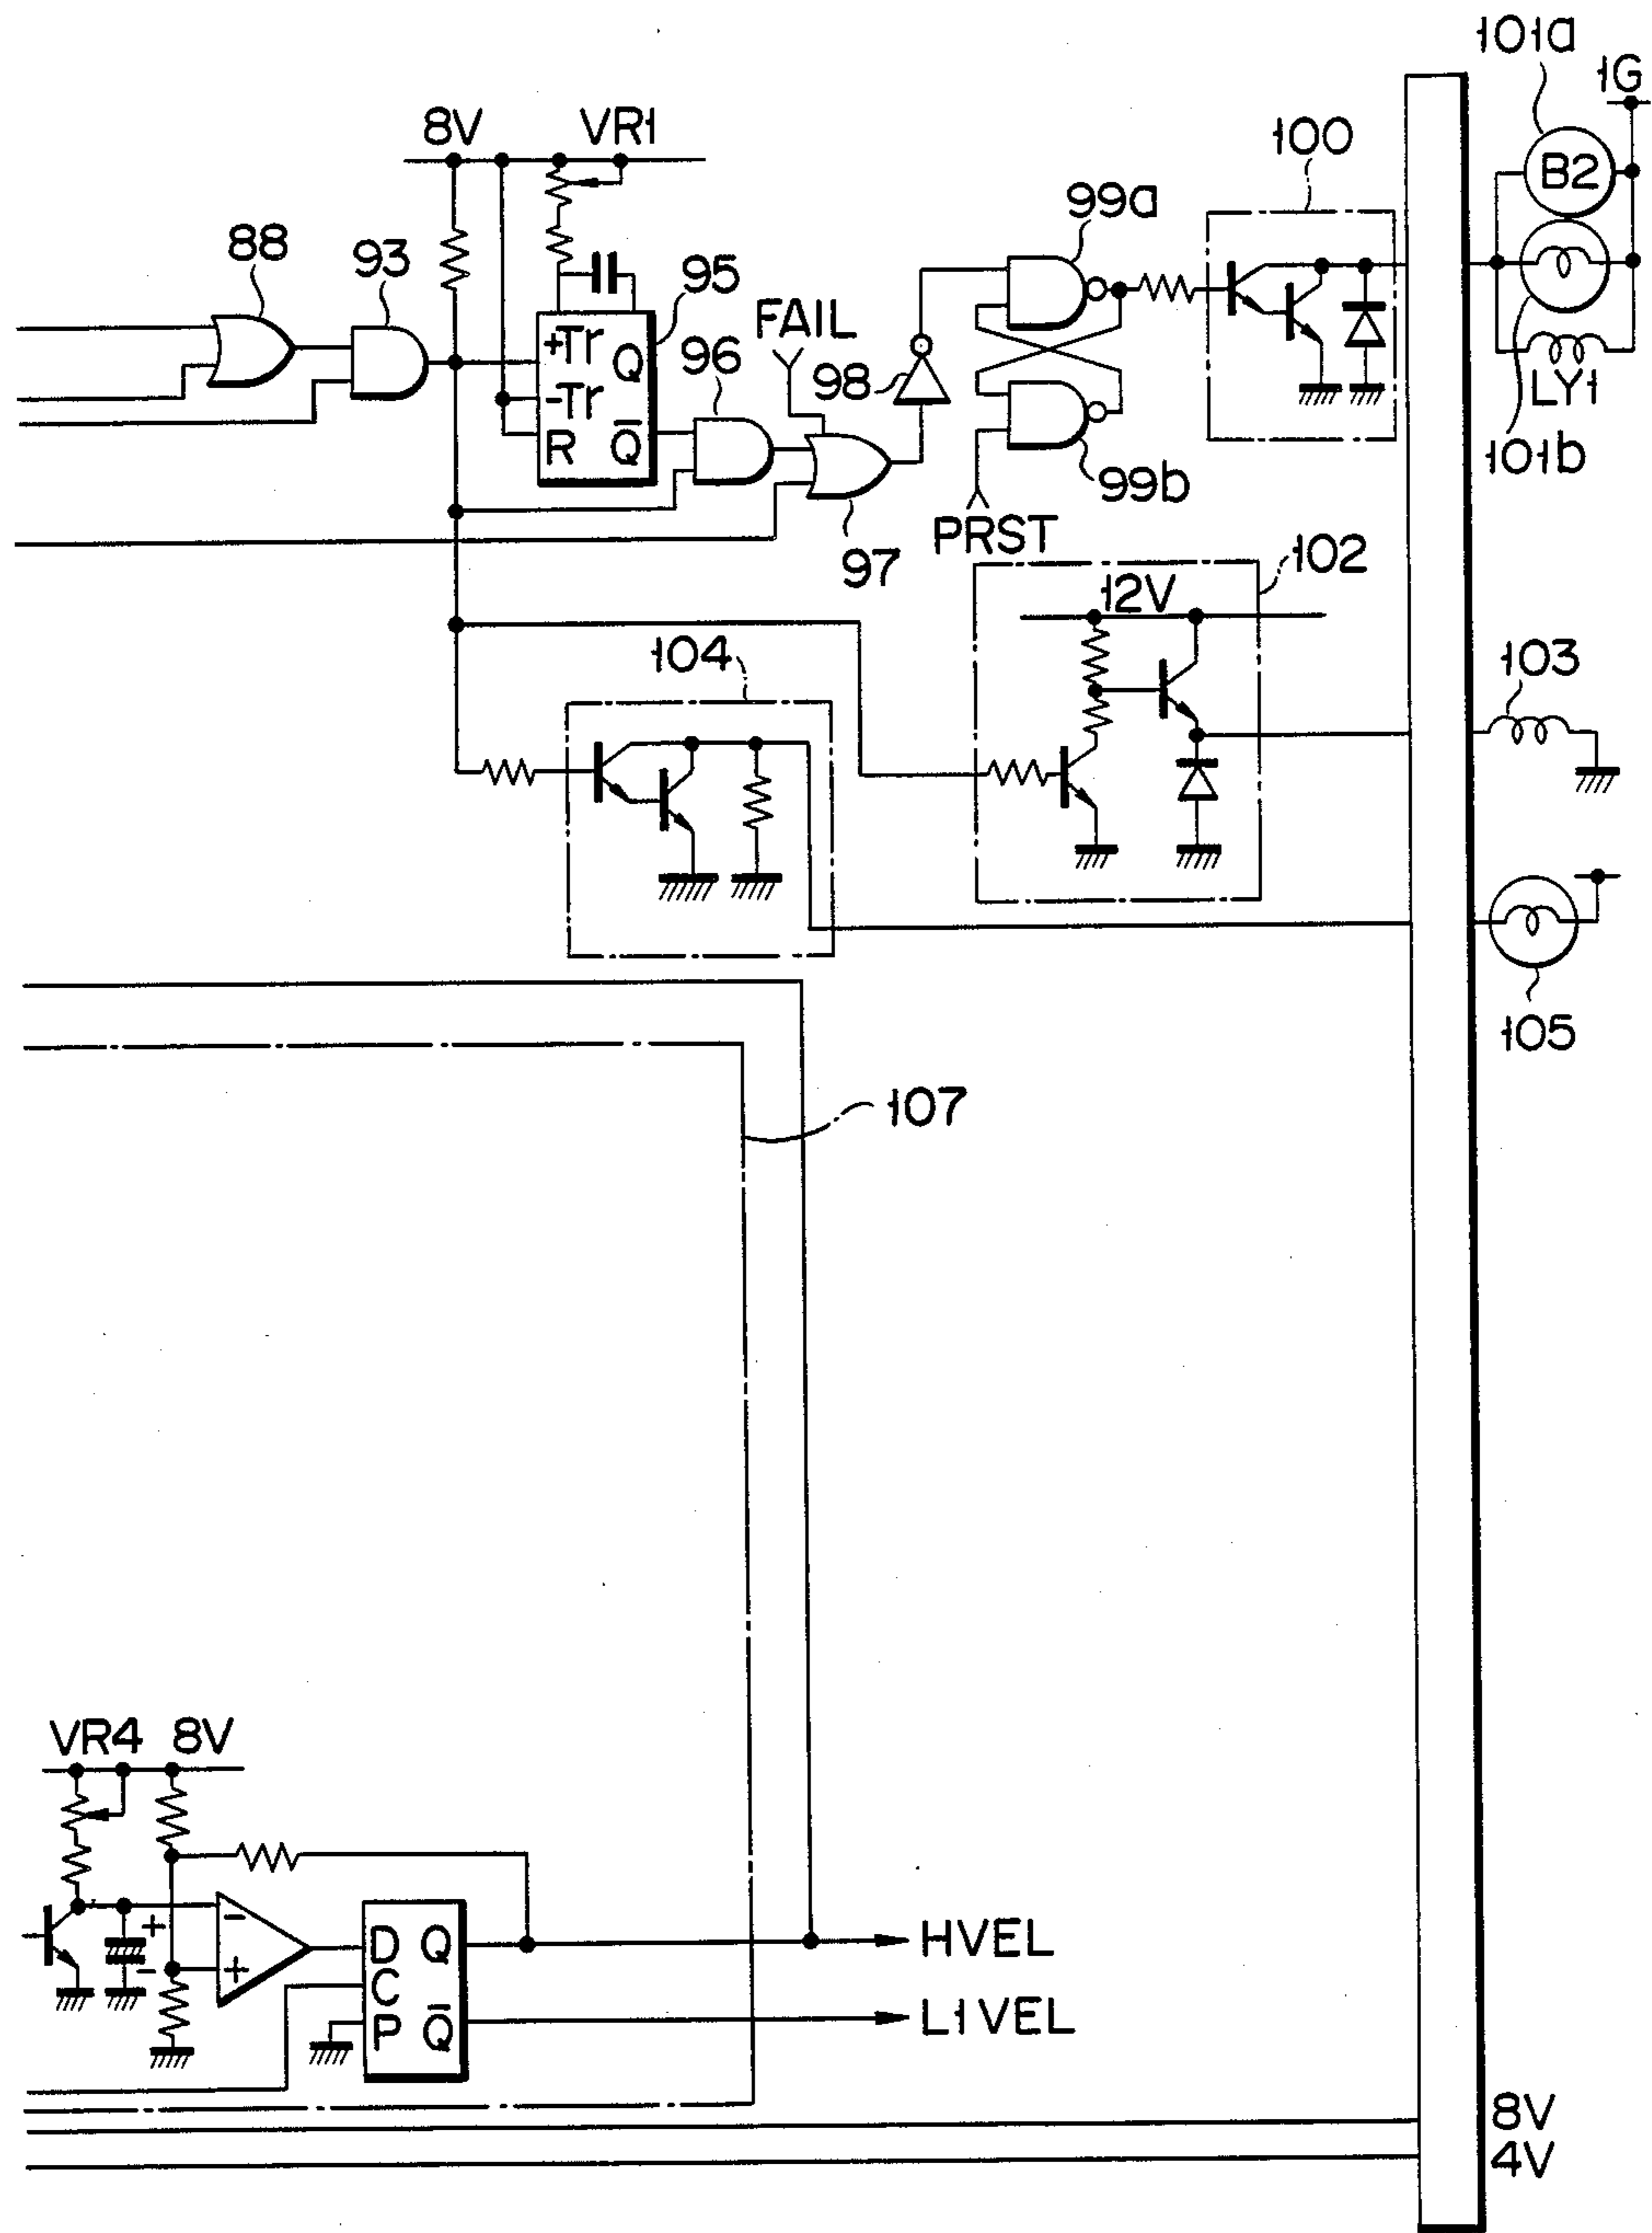 101a
1G
8V VR1
100
B2
99a
88
93
95
FAIL
+Tr Q
96
98
-Tr
LY1
R Q̅
101b
99b
PRST
97
102
12V
104
103
105
107
VR4 8V
+
-
-
+
D Q
HVEL
C
P Q̅
L1VEL
8V
4V